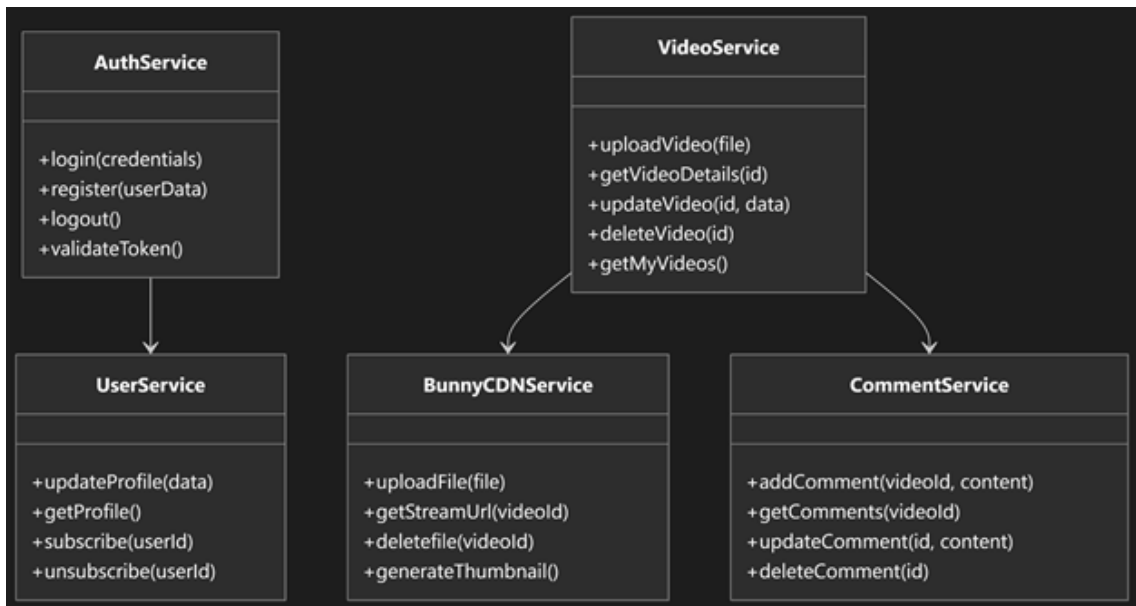 AuthService
+login(credentials)
+register(userData)
+logout()
+validateToken()
VideoService
+uploadVideo(file)
+getVideoDetails(id)
+updateVideo(id, data)
+deleteVideo(id)
+getMyVideos()
UserService
+updateProfile(data)
+getProfile()
+subscribe(userId)
+unsubscribe(userId)
BunnyCDNService
+uploadFile(file)
+getStreamUrl(videoId)
+deletefile(videoId)
+generateThumbnail()
CommentService
+addComment(videoId, content)
+getComments(videoId)
+updateComment(id, content)
+deleteComment(id)